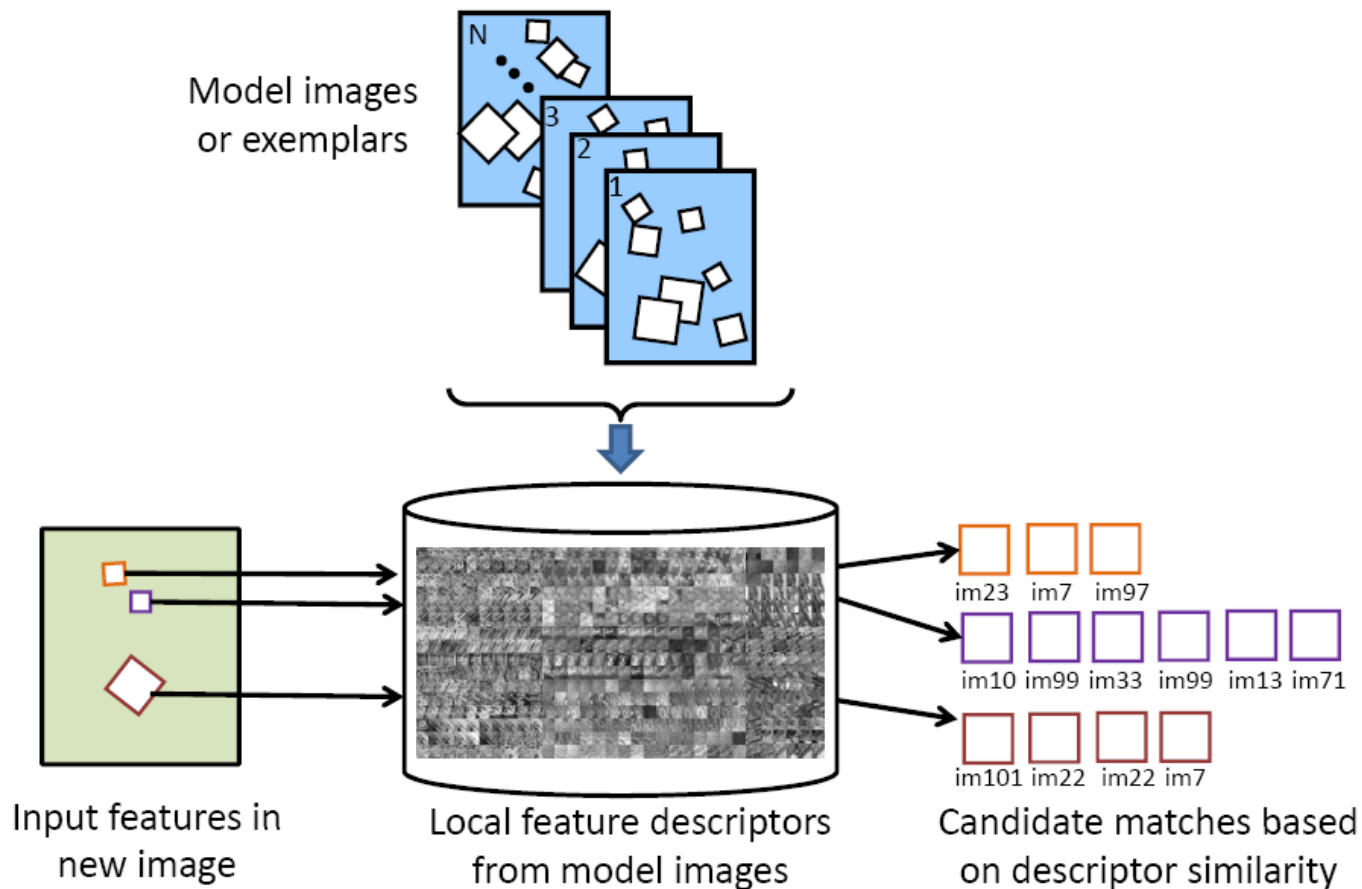 N
Model images
or exemplars
3
2
1
im23 im7 im97
im10 im99 im33 im99 im13 im71
im101 im22 im22 im7
Input features in
new image
Local feature descriptors
from model images
Candidate matches based
on descriptor similarity